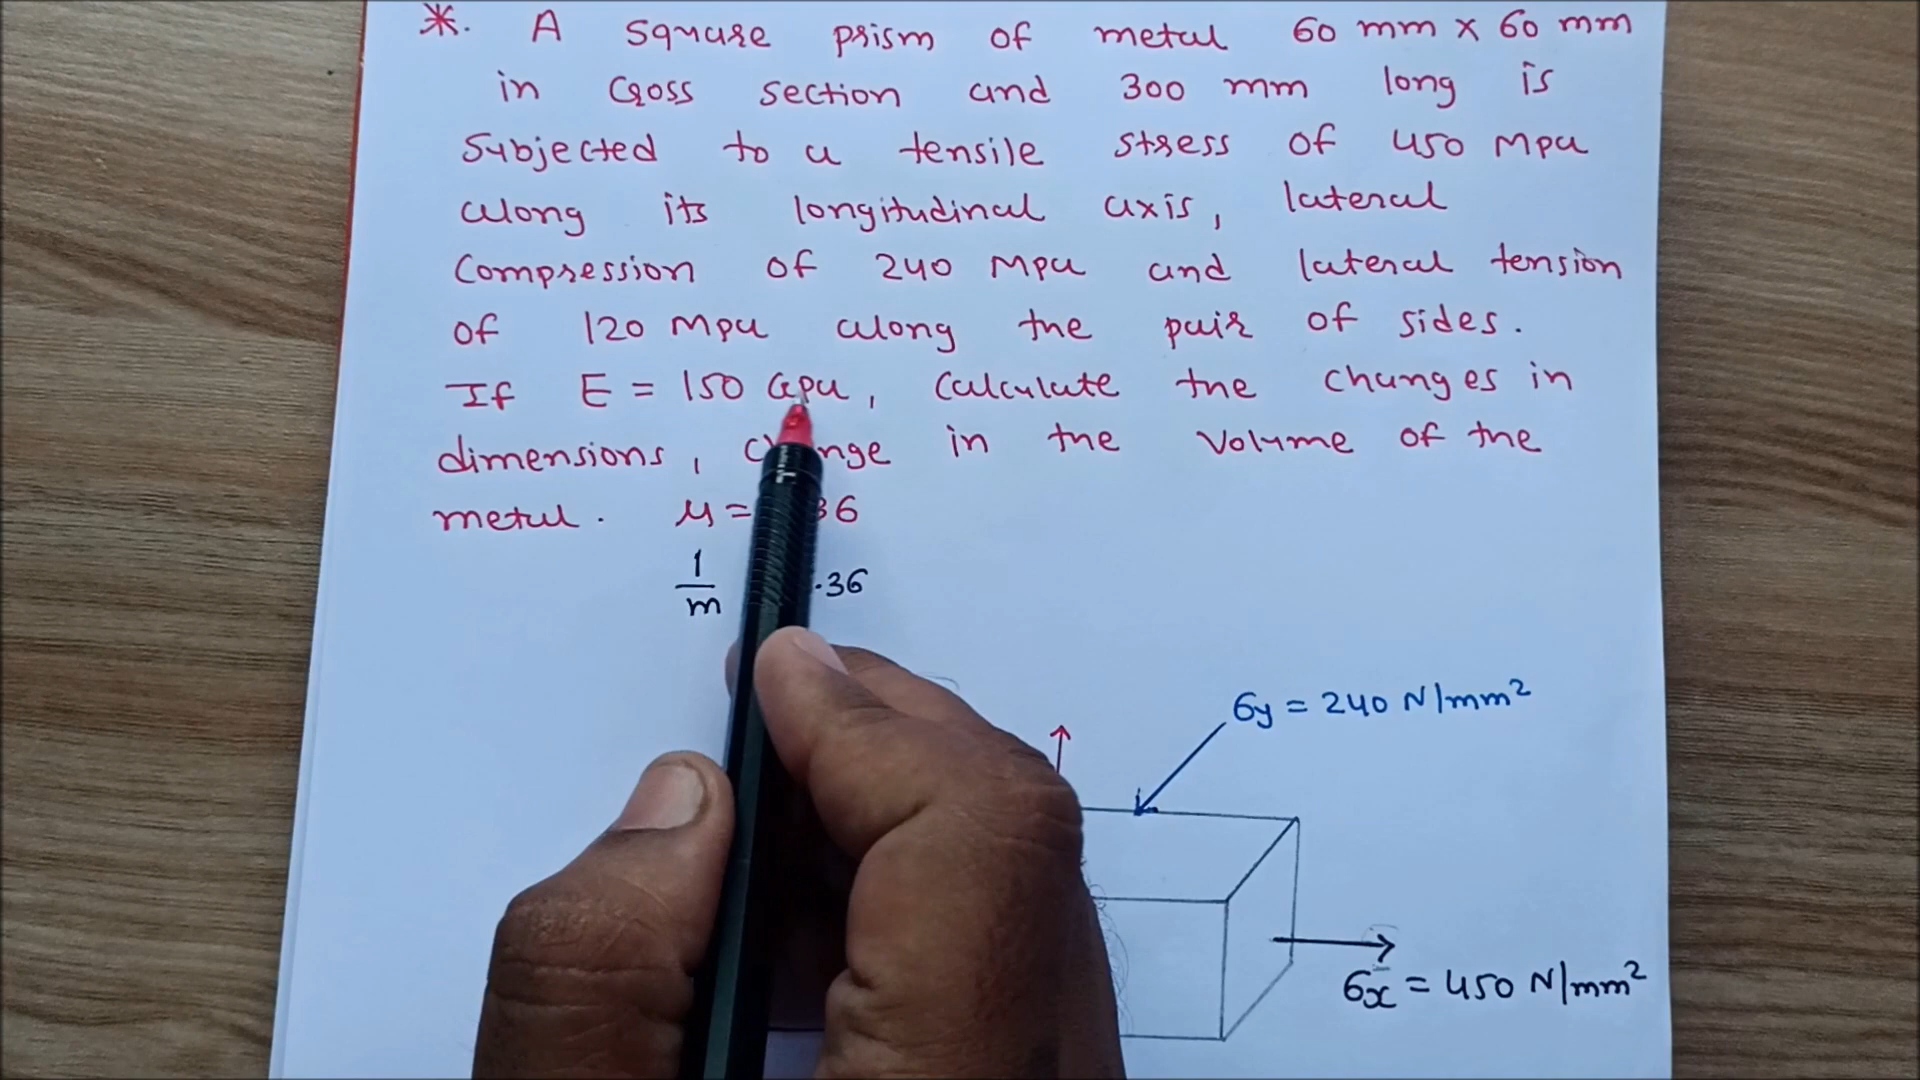 *. A square prism of metal 60 mm x 60 mm
in cross section and 300 mm long is
subjected to a tensile stress of 450 Mpa
along its longitudinal axis, lateral
compression of 240 Mpa and lateral tension
of 120 Mpa along the pair of sides.
If E = 150 Gpa, calculate the changes in
dimensions, change in the volume of the
metal. μ = 36
1/m .36
σy = 240 N/mm²
σx = 450 N/mm²